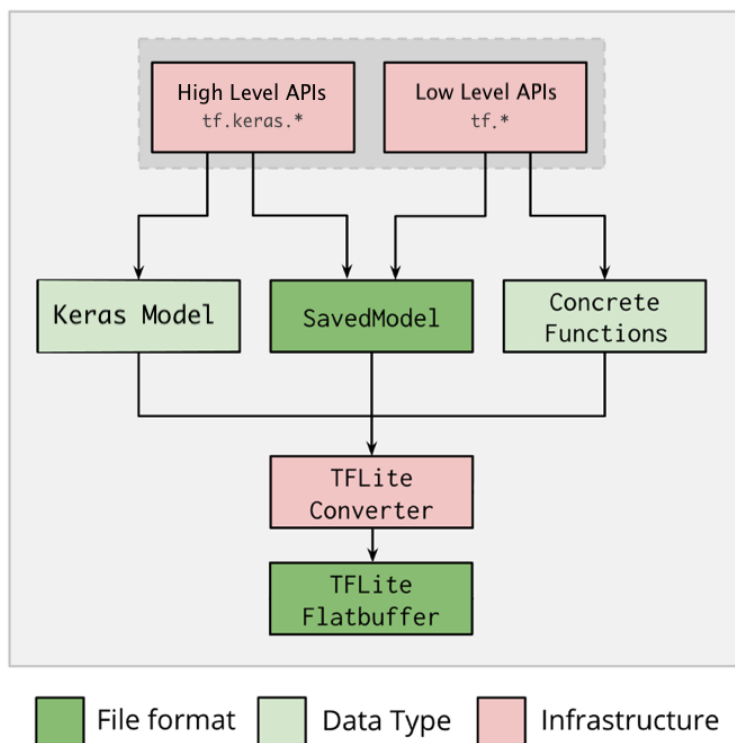 High Level APIs
tf.keras.*
Low Level APIs
tf.*
Keras Model
SavedModel
Concrete
Functions
TFLite
Converter
TFLite
Flatbuffer
File format
Data Type
Infrastructure